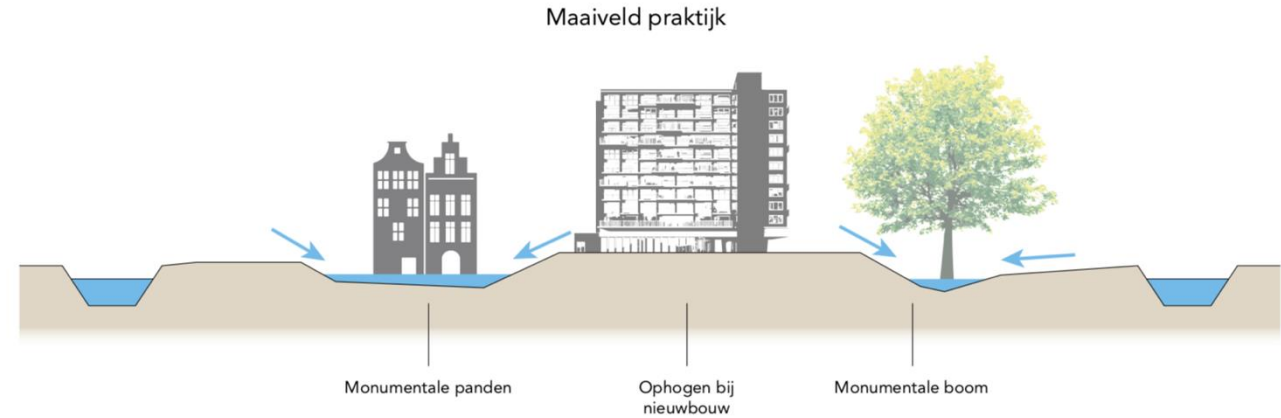 Maaiveld praktijk
Monumentale panden
Ophogen bij
nieuwbouw
Monumentale boom